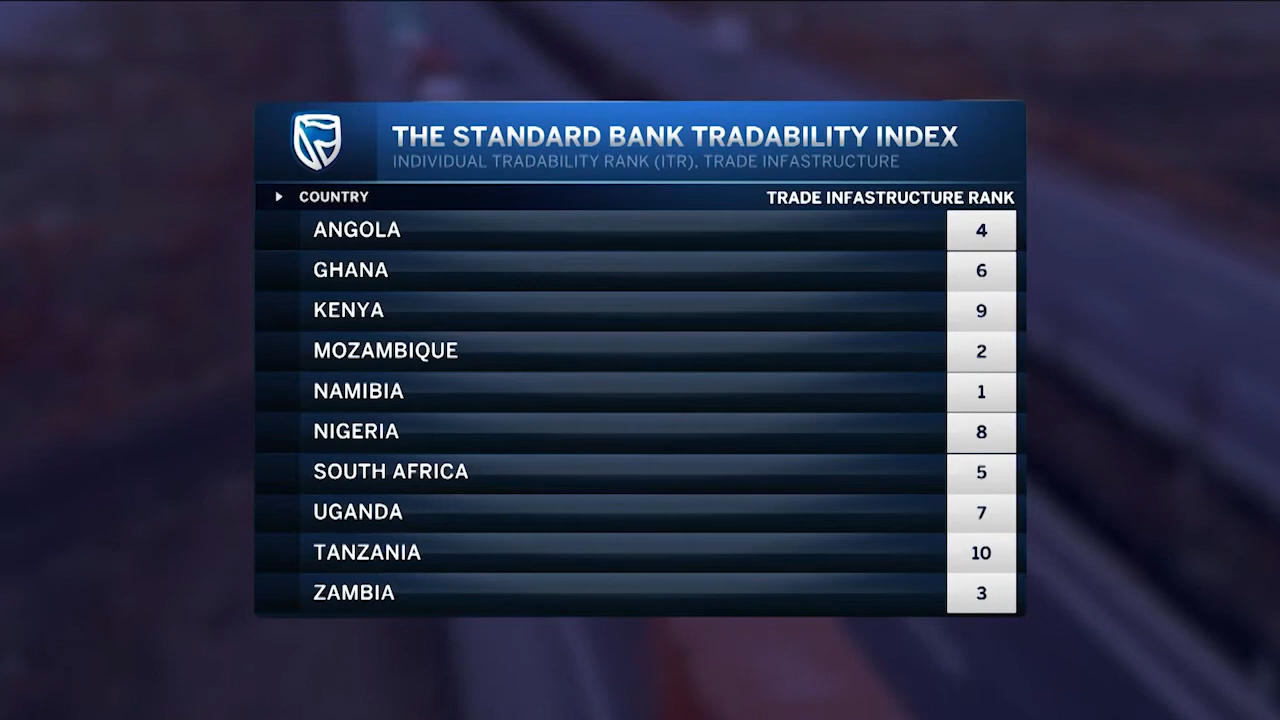 THE STANDARD BANK TRADABILITY INDEX
INDIVIDUAL TRADABILITY RANK (ITR), TRADE INFASTRUCTURE
COUNTRY TRADE INFASTRUCTURE RANK
ANGOLA 4
GHANA 6
KENYA 9
MOZAMBIQUE 2
NAMIBIA 1
NIGERIA 8
SOUTH AFRICA 5
UGANDA 7
TANZANIA 10
ZAMBIA 3